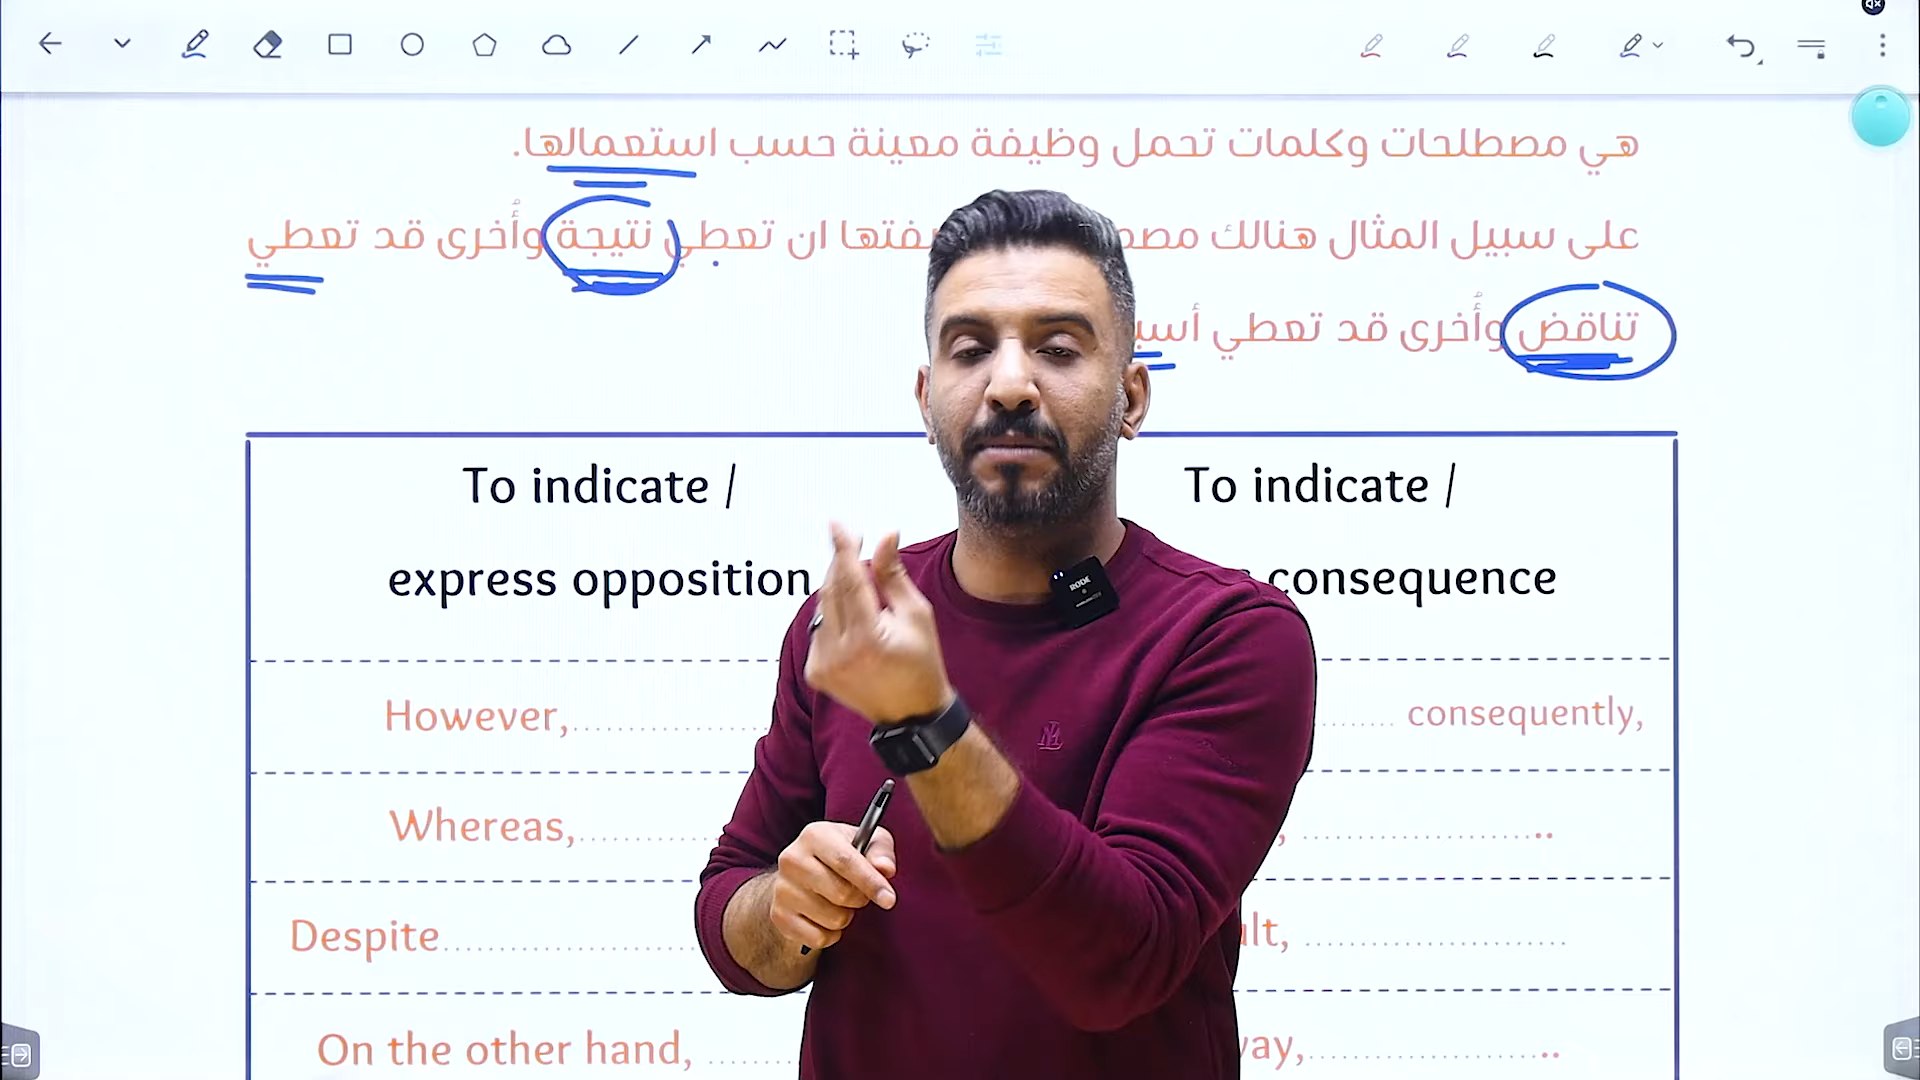 هي مصطلحات وكلمات تحمل وظيفة معينة حسب استعمالها.
على سبيل المثال هنالك ان تعطي نتيجة وأُخرى قد تعطي
تناقض وأُخرى قد تعطي
To indicate /
express opposition
To indicate /
consequence
However,....................
consequently,
Whereas,..................
, ........................
Despite.........................
........................
On the other hand, .........
RODE